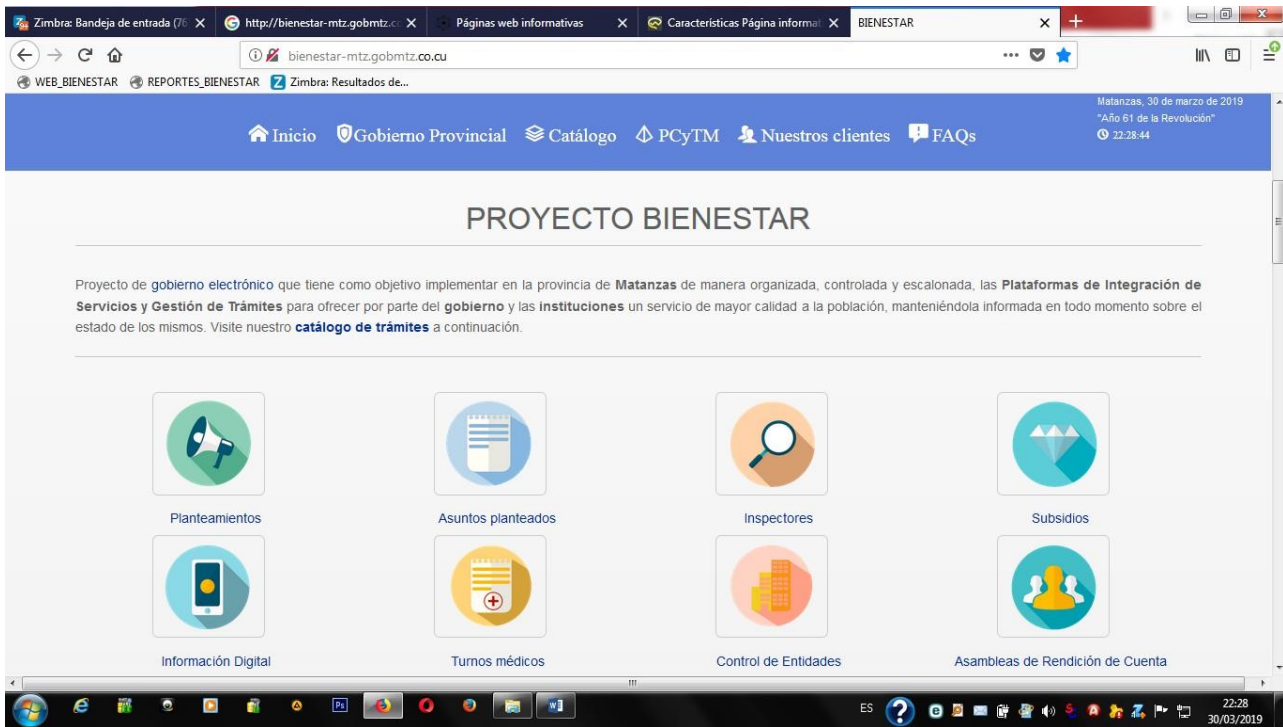 Zimbra: Bandeja de entrada (76
http://bienestar-mtz.gobmtz.cc
Páginas web informativas
Características Página informat
BIENESTAR
bienestar-mtz.gobmtz.co.cu
WEB_BIENESTAR REPORTES_BIENESTAR Zimbra: Resultados de...
Matanzas, 30 de marzo de 2019
"Año 61 de la Revolución"
22:28:44
Inicio Gobierno Provincial Catálogo PCyTM Nuestros clientes FAQs
PROYECTO BIENESTAR
Proyecto de gobierno electrónico que tiene como objetivo implementar en la provincia de Matanzas de manera organizada, controlada y escalonada, las Plataformas de Integración de
Servicios y Gestión de Trámites para ofrecer por parte del gobierno y las instituciones un servicio de mayor calidad a la población, manteniéndola informada en todo momento sobre el
estado de los mismos. Visite nuestro catálogo de trámites a continuación.
Planteamientos Asuntos planteados Inspectores Subsidios
Información Digital Turnos médicos Control de Entidades Asambleas de Rendición de Cuenta
ES
22:28
30/03/2019